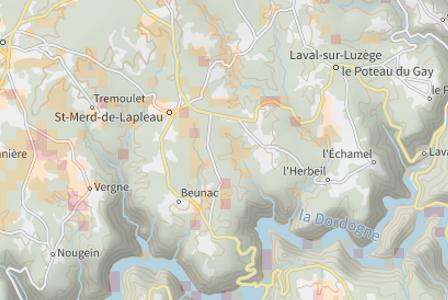 Laval-sur-Luzège
le Poteau du Gay
Tremoulet
St-Merd-de-Lapleau
l'Échamel
l'Herbeil
Vergne
Beunac
la Dordogne
Nougein